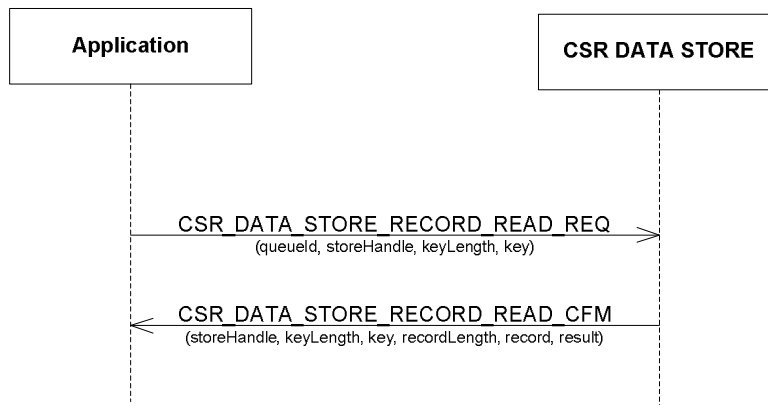 Application
CSR DATA STORE
CSR_DATA_STORE_RECORD_READ_REQ
(queueId, storeHandle, keyLength, key)
CSR_DATA_STORE_RECORD_READ_CFM
(storeHandle, keyLength, key, recordLength, record, result)